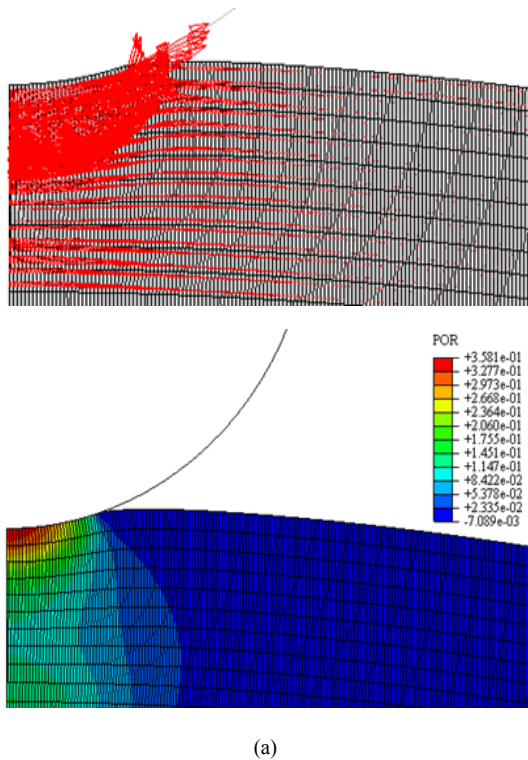 POR
+3.581e-01
+3.277e-01
+2.973e-01
+2.668e-01
+2.364e-01
+2.060e-01
+1.755e-01
+1.451e-01
+1.147e-01
+8.422e-02
+5.378e-02
+2.335e-02
-7.089e-03
(a)